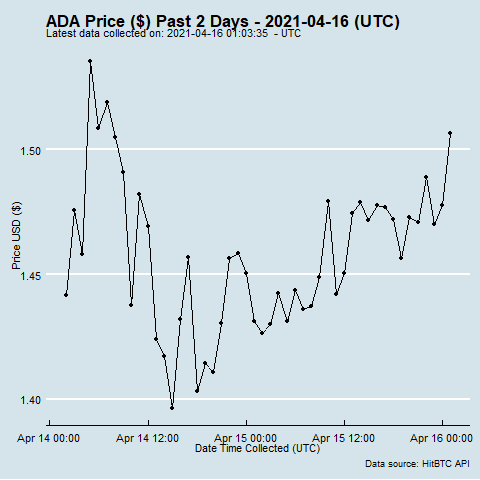 ADA Price ($) Past 2 Days - 2021-04-16 (UTC)
Latest data collected on: 2021-04-16 01:03:35 - UTC
Price USD ($)
1.50
1.45
1.40
Apr 14 00:00 Apr 14 12:00 Apr 15 00:00 Apr 15 12:00 Apr 16 00:00
Date Time Collected (UTC)
Data source: HitBTC API